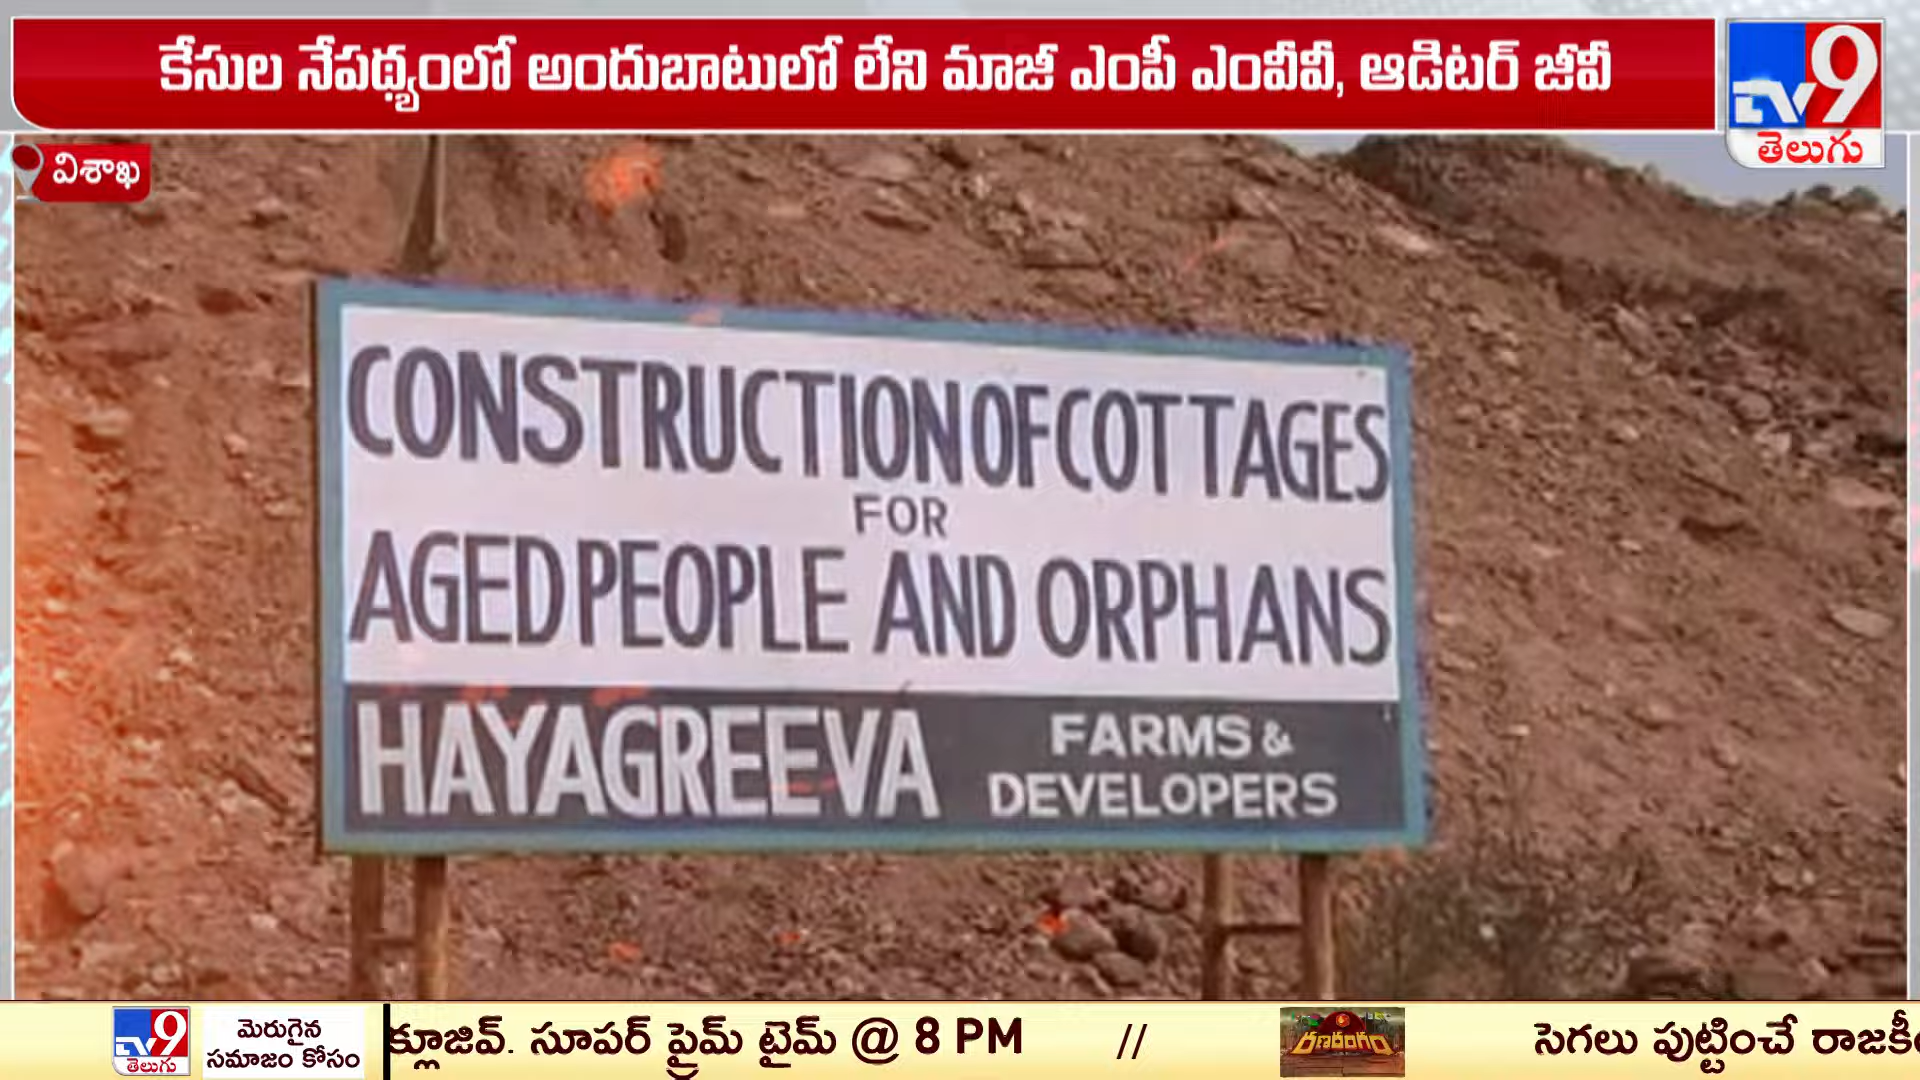 కేసుల నేపథ్యంలో అందుబాటులో లేని మాజీ ఎంపీ ఎంవీవీ, ఆడిటర్ జీవీ
TV9
తెలుగు
విశాఖ
CONSTRUCTION OF COTTAGES
FOR
AGED PEOPLE AND ORPHANS
HAYAGREEVA FARMS &
DEVELOPERS
TV9
తెలుగు
మెరుగైన
సమాజం కోసం
క్లూజివ్. సూపర్ ప్రైమ్ టైమ్ @ 8 PM // రణరంగం సెగలు పుట్టించే రాజకీ